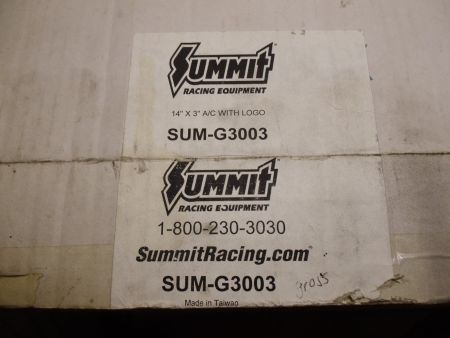 SUMMIT
RACING EQUIPMENT
14" X 3" A/C WITH LOGO
SUM-G3003
SUMMIT
RACING EQUIPMENT
1-800-230-3030
SummitRacing.com®
SUM-G3003
Made in Taiwan